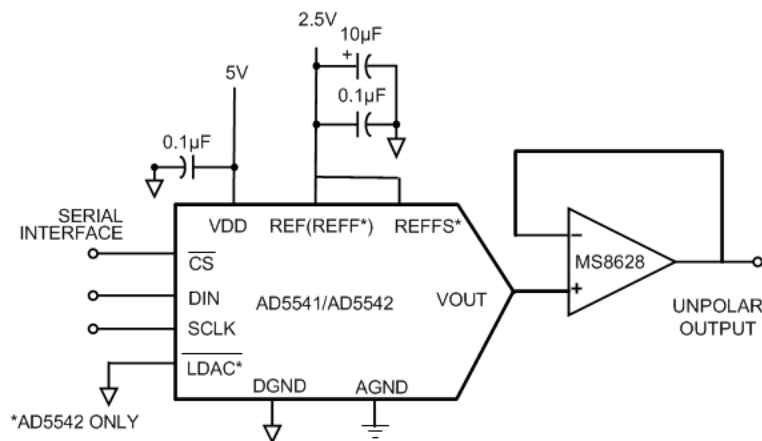 2.5V
10µF
+
5V
0.1µF
0.1µF
SERIAL
INTERFACE
VDD
REF(REFF*)
REFFS*
CS
DIN
AD5541/AD5542
VOUT
SCLK
LDAC*
DGND
AGND
*AD5542 ONLY
−
MS8628
+
UNPOLAR
OUTPUT